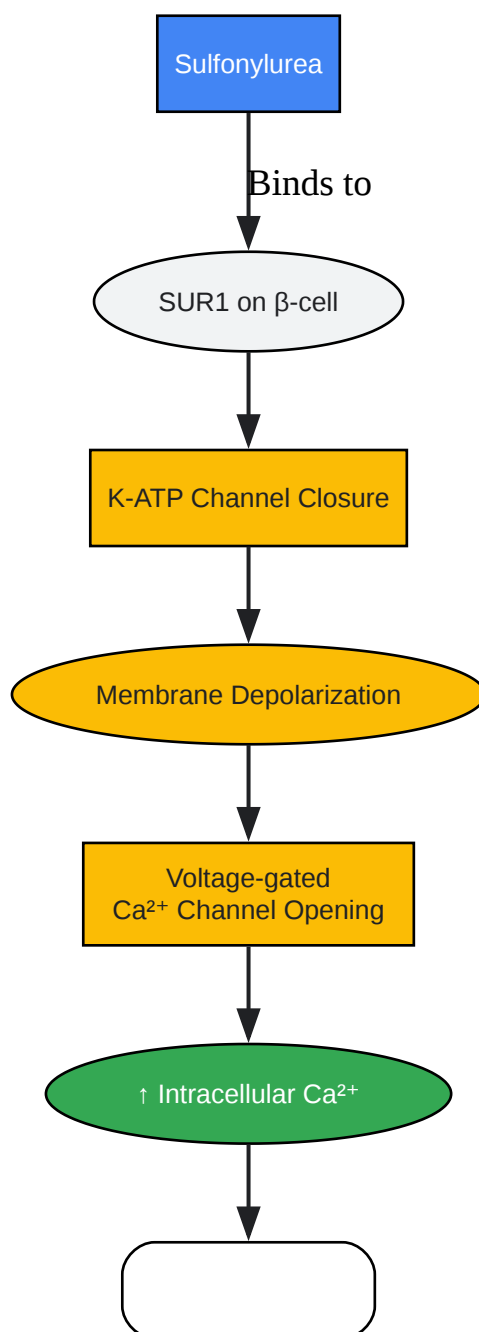 Sulfonylurea
Binds to
SUR1 on β-cell
K-ATP Channel Closure
Membrane Depolarization
Voltage-gated
Ca²⁺ Channel Opening
↑ Intracellular Ca²⁺